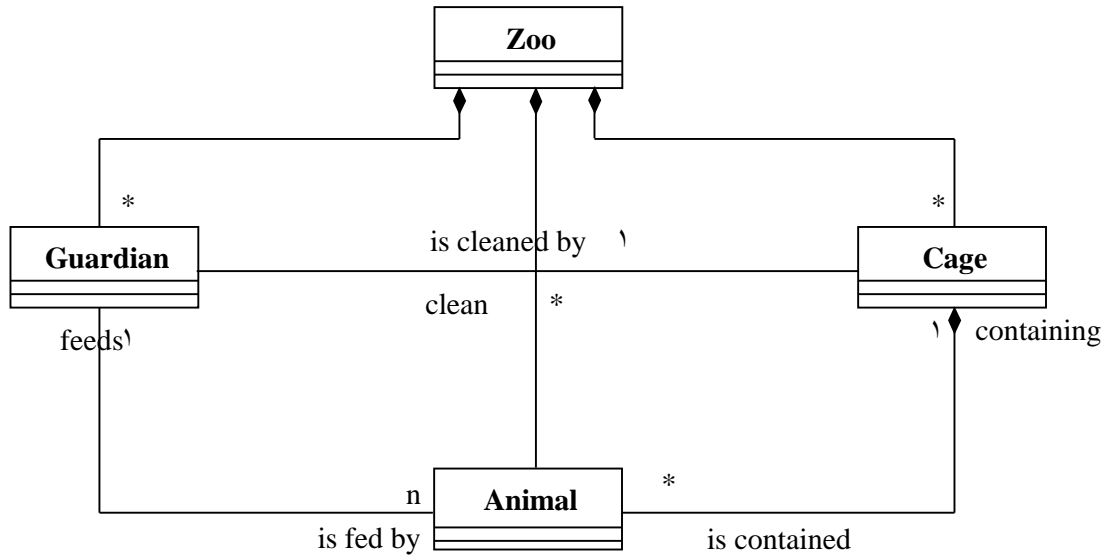 Zoo
*
*
Guardian
is cleaned by ١
Cage
clean *
feeds١
١ containing
n
Animal
*
is fed by
is contained